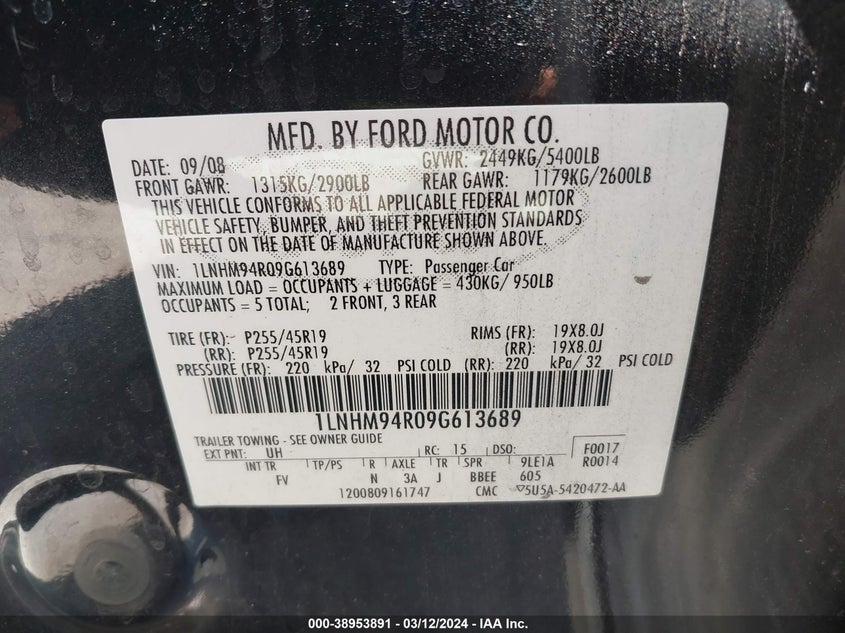 MFD. BY FORD MOTOR CO.
DATE: 09/08 GVWR: 2449KG/5400LB
FRONT GAWR: 1315KG/2900LB REAR GAWR: 1179KG/2600LB
THIS VEHICLE CONFORMS TO ALL APPLICABLE FEDERAL MOTOR
VEHICLE SAFETY, BUMPER, AND THEFT PREVENTION STANDARDS
IN EFFECT ON THE DATE OF MANUFACTURE SHOWN ABOVE.
VIN: 1LNHM94R09G613689 TYPE: Passenger Car
MAXIMUM LOAD = OCCUPANTS + LUGGAGE = 430KG/ 950LB
OCCUPANTS = 5 TOTAL; 2 FRONT, 3 REAR
TIRE (FR): P255/45R19 RIMS (FR): 19X8.0J
(RR): P255/45R19 (RR): 19X8.0J
PRESSURE (FR): 220 kPa/ 32 PSI COLD (RR): 220 kPa/ 32 PSI COLD
1LNHM94R09G613689
TRAILER TOWING - SEE OWNER GUIDE
EXT PNT: UH RC: 15 DSO: F0017
INT TR TP/PS R AXLE TR SPR 9LE1A R0014
FV N 3A J BBEE 605
1200809161747 CMC ▽5U5A-5420472-AA
000-38953891 / 03/12/2024 - IAA Inc.